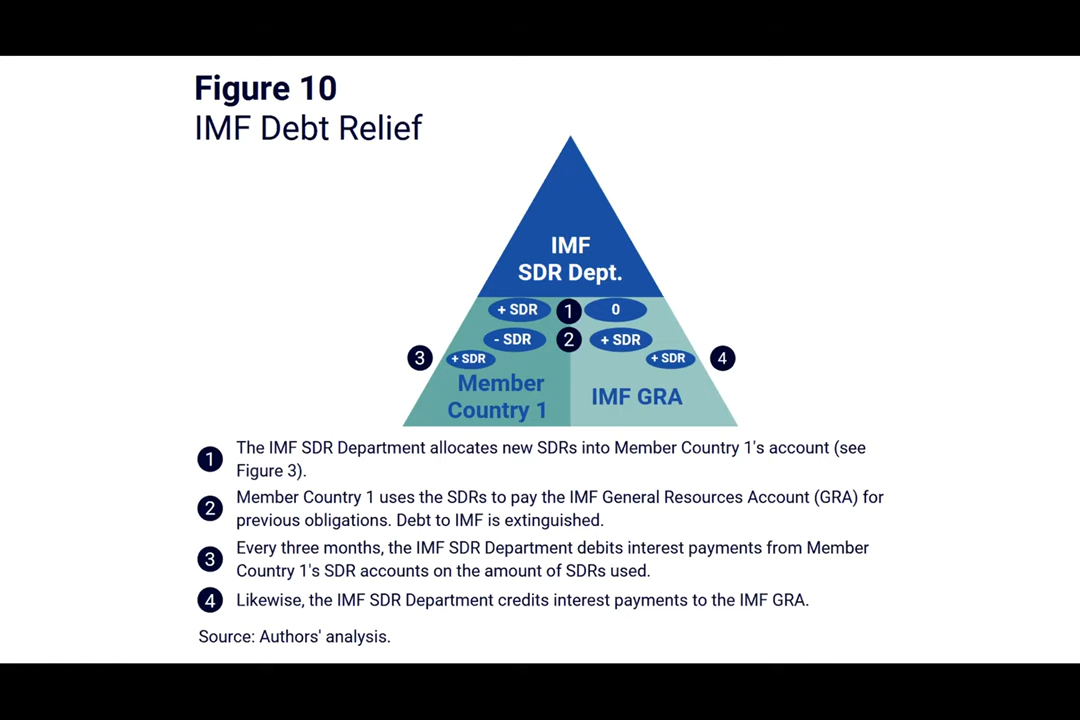 Figure 10
IMF Debt Relief
IMF
SDR Dept.
+ SDR 1 0
- SDR 2 + SDR
3 + SDR + SDR 4
Member
Country 1
IMF GRA
1 The IMF SDR Department allocates new SDRs into Member Country 1's account (see
Figure 3).
2 Member Country 1 uses the SDRs to pay the IMF General Resources Account (GRA) for
previous obligations. Debt to IMF is extinguished.
3 Every three months, the IMF SDR Department debits interest payments from Member
Country 1's SDR accounts on the amount of SDRs used.
4 Likewise, the IMF SDR Department credits interest payments to the IMF GRA.
Source: Authors' analysis.